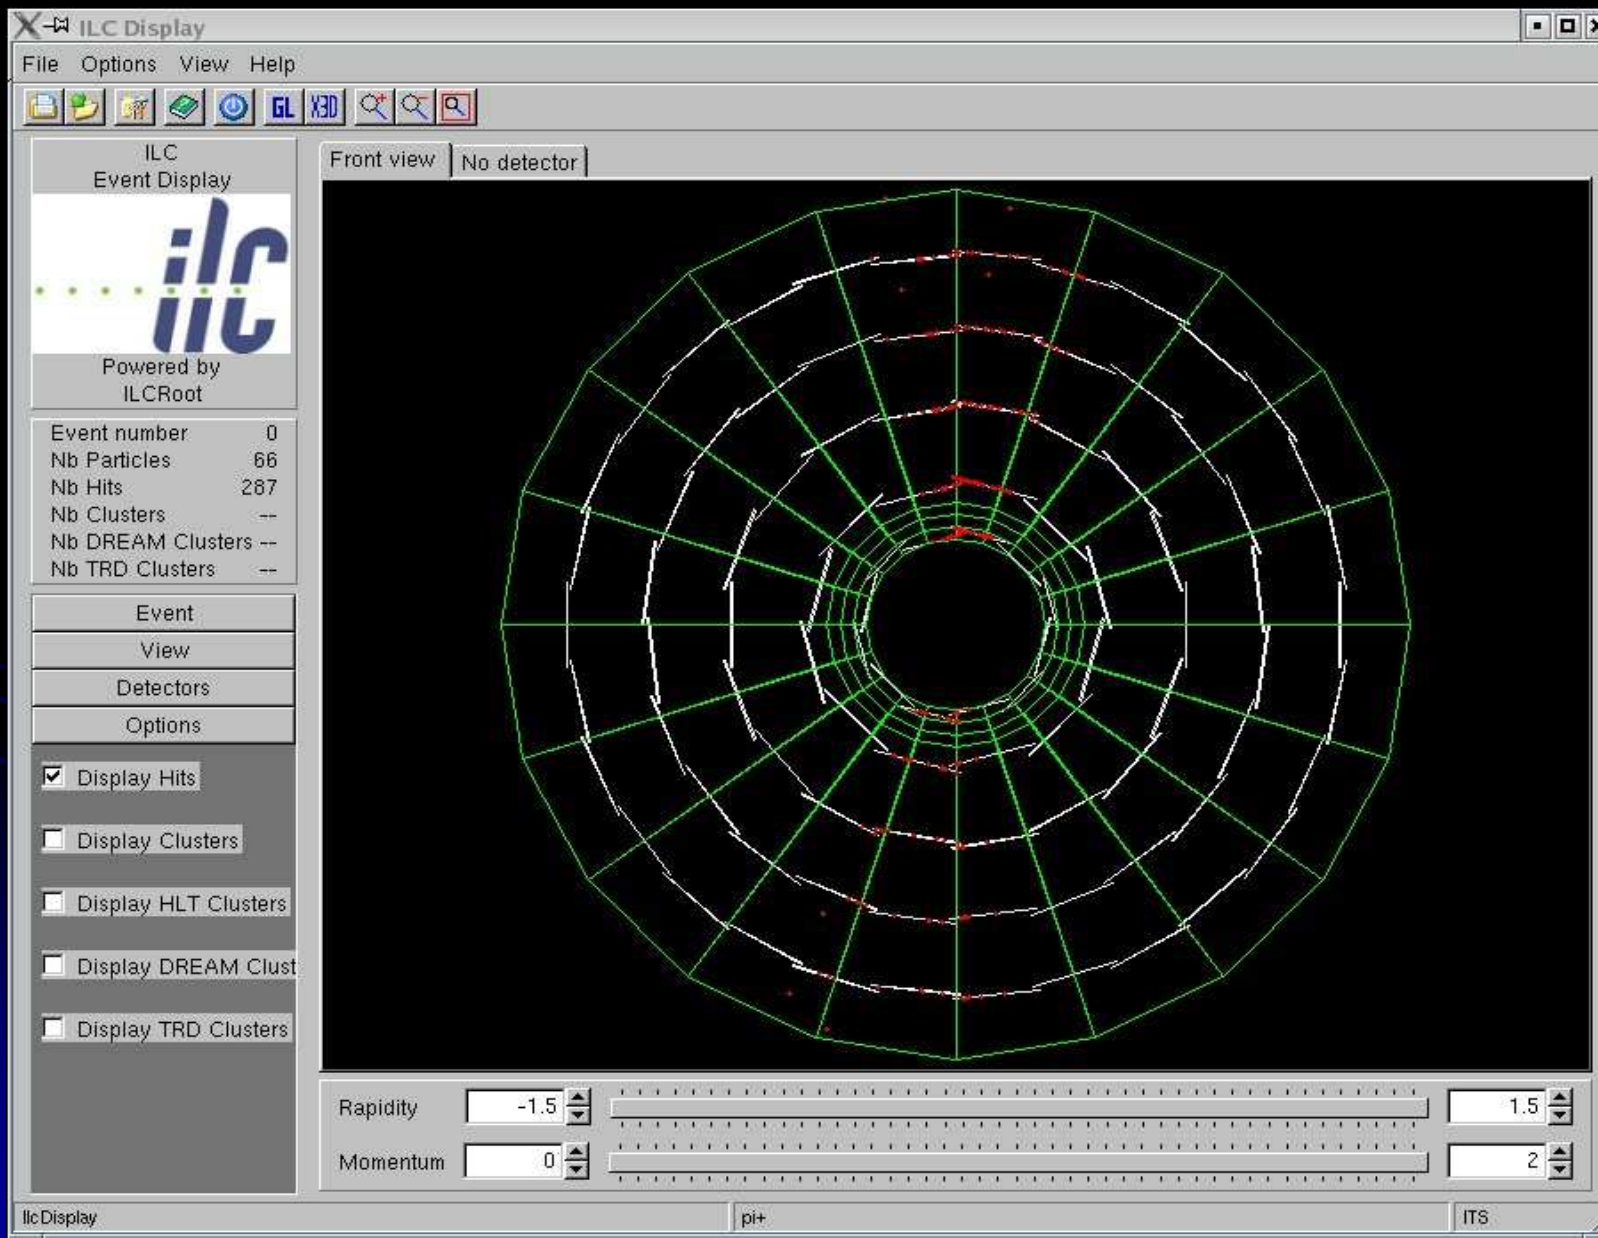 ILC Display
File Options View Help
GL X3D
ILC
Event Display
ilc
Powered by
ILCRoot
Event number 0
Nb Particles 66
Nb Hits 287
Nb Clusters --
Nb DREAM Clusters --
Nb TRD Clusters --
Event
View
Detectors
Options
Display Hits
Display Clusters
Display HLT Clusters
Display DREAM Clust
Display TRD Clusters
Front view No detector
Rapidity -1.5 1.5
Momentum 0 2
IlcDisplay pi+ ITS